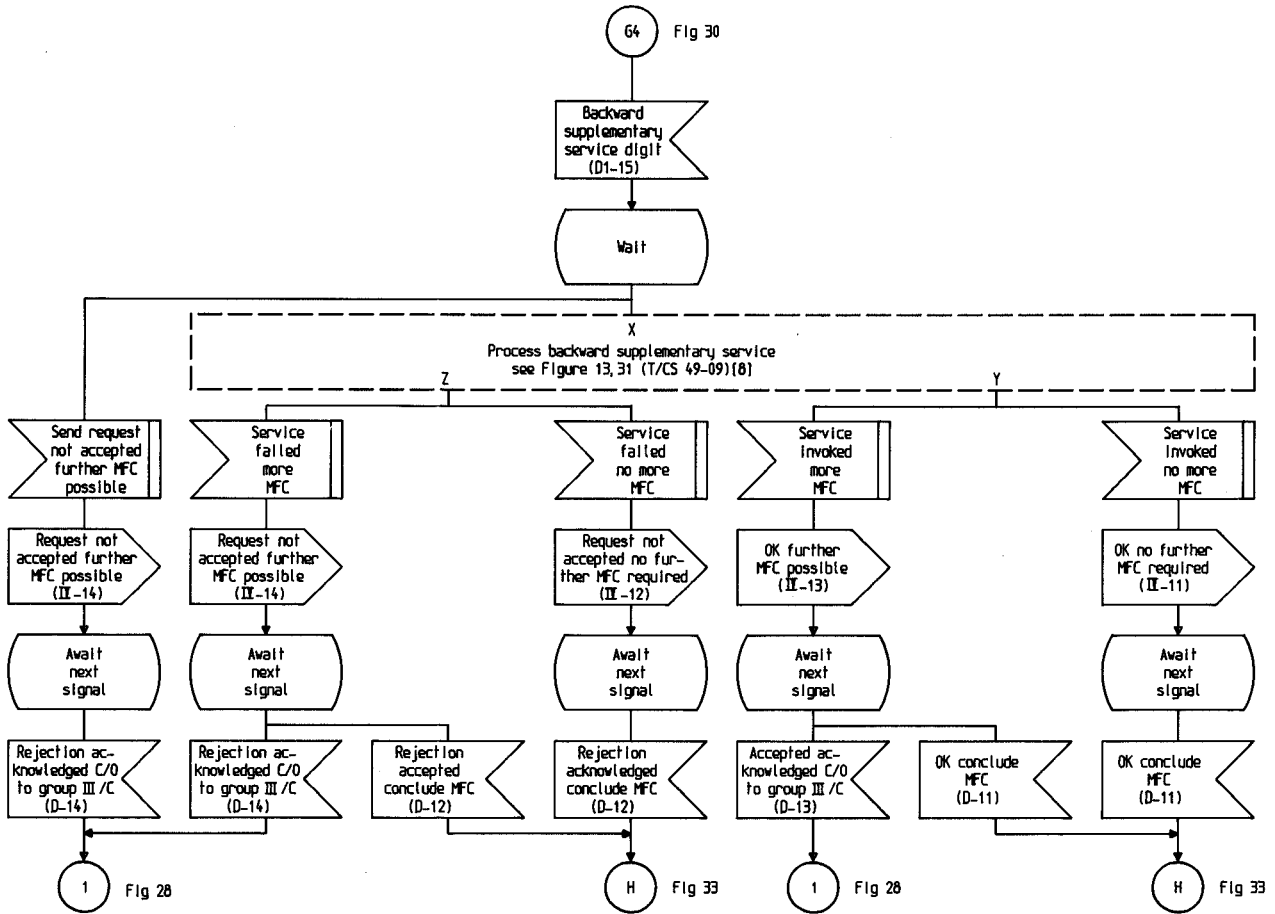 G4 Fig 30
Backward
supplementary
service digit
(D1-15)
Wait
X
Process backward supplementary service
see Figure 13,31 (T/CS 49-09)[8]
Z
Y
Send request
not accepted
further MFC
possible
Service
failed
more
MFC
Service
failed
no more
MFC
Service
invoked
more
MFC
Service
invoked
no more
MFC
Request not
accepted further
MFC possible
(IV-14)
Request not
accepted further
MFC possible
(IV-14)
Request not
accepted no fur-
ther MFC required
(IV-12)
OK further
MFC possible
(IV-13)
OK no further
MFC required
(IV-11)
Await
next
signal
Await
next
signal
Await
next
signal
Await
next
signal
Await
next
signal
Rejection ac-
knowledged C/O
to group III/C
(D-14)
Rejection ac-
knowledged C/O
to group III/C
(D-14)
Rejection
accepted
conclude MFC
(D-12)
Rejection
acknowledged
conclude MFC
(D-12)
Accepted ac-
knowledged C/O
to group III/C
(D-13)
OK conclude
MFC
(D-11)
OK conclude
MFC
(D-11)
1 Fig 28
H Fig 33
1 Fig 28
H Fig 33